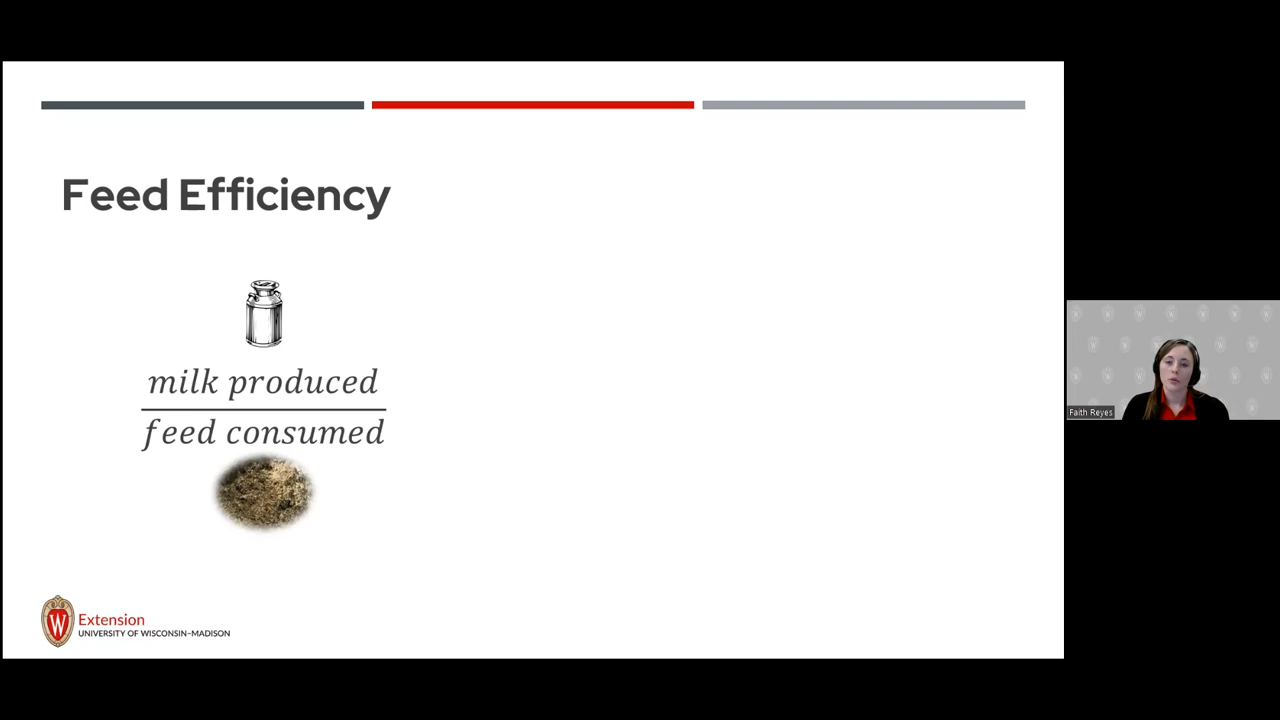 Feed Efficiency
milk produced
feed consumed
W
Extension
UNIVERSITY OF WISCONSIN–MADISON
Faith Reyes